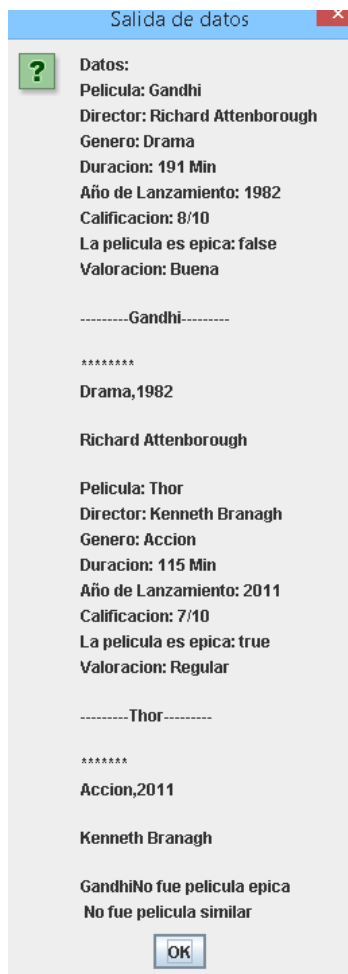 Salida de datos
?
Datos:
Pelicula: Gandhi
Director: Richard Attenborough
Genero: Drama
Duracion: 191 Min
Año de Lanzamiento: 1982
Calificacion: 8/10
La pelicula es epica: false
Valoracion: Buena
---------Gandhi---------
********
Drama,1982
Richard Attenborough
Pelicula: Thor
Director: Kenneth Branagh
Genero: Accion
Duracion: 115 Min
Año de Lanzamiento: 2011
Calificacion: 7/10
La pelicula es epica: true
Valoracion: Regular
---------Thor---------
*******
Accion,2011
Kenneth Branagh
GandhiNo fue pelicula epica
No fue pelicula similar
OK